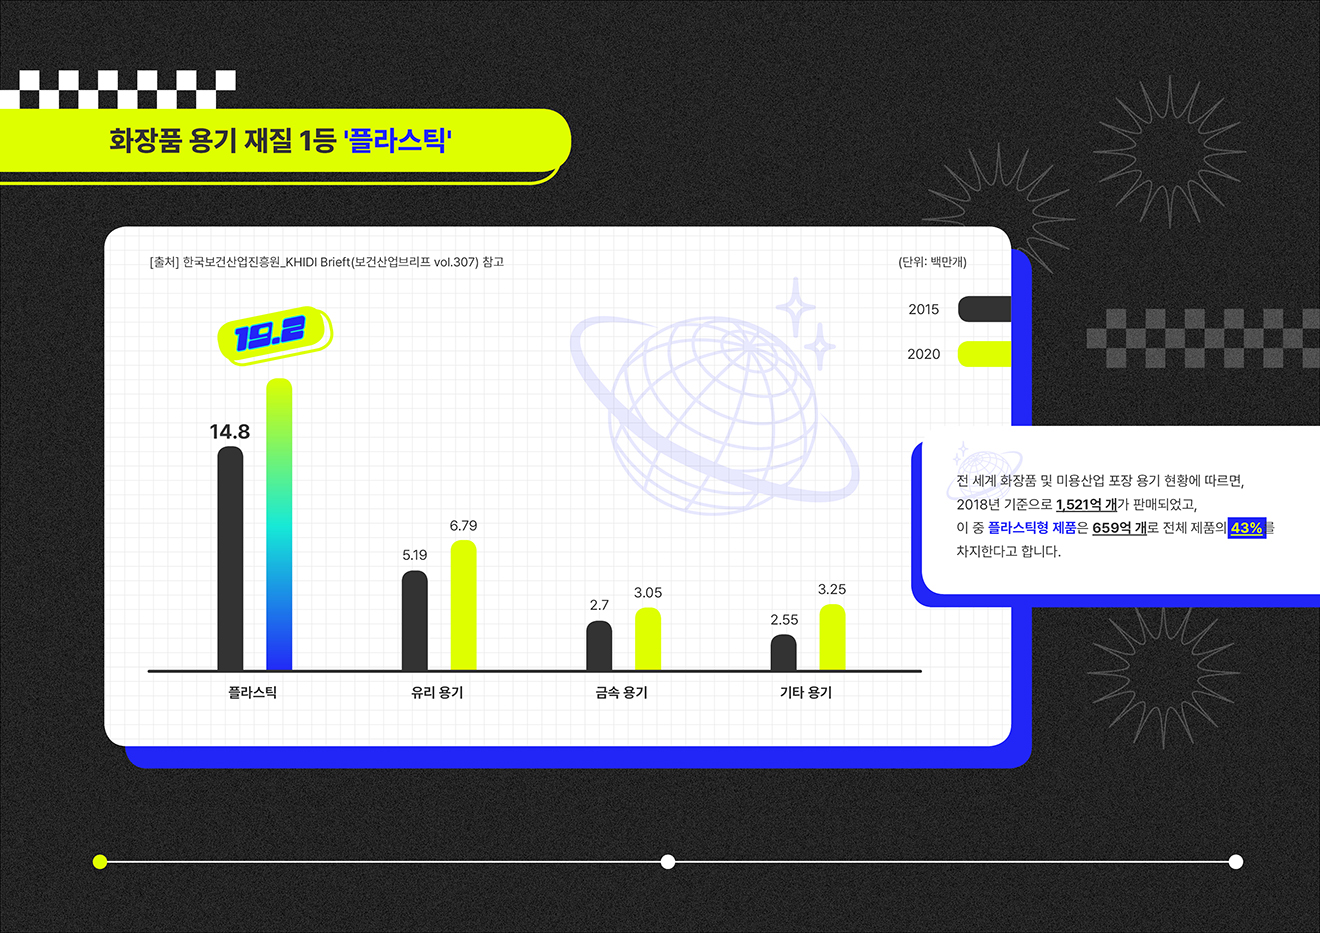 화장품 용기 재질 1등 '플라스틱'
[출처] 한국보건산업진흥원_KHIDI Brieft(보건산업브리프 vol.307) 참고
(단위: 백만개)
2015
2020
19.2
14.8
5.19
6.79
2.7
3.05
2.55
3.25
플라스틱
유리 용기
금속 용기
기타 용기
전 세계 화장품 및 미용산업 포장 용기 현황에 따르면,
2018년 기준으로 1,521억 개가 판매되었고,
이 중 플라스틱형 제품은 659억 개로 전체 제품의 43%를
차지한다고 합니다.